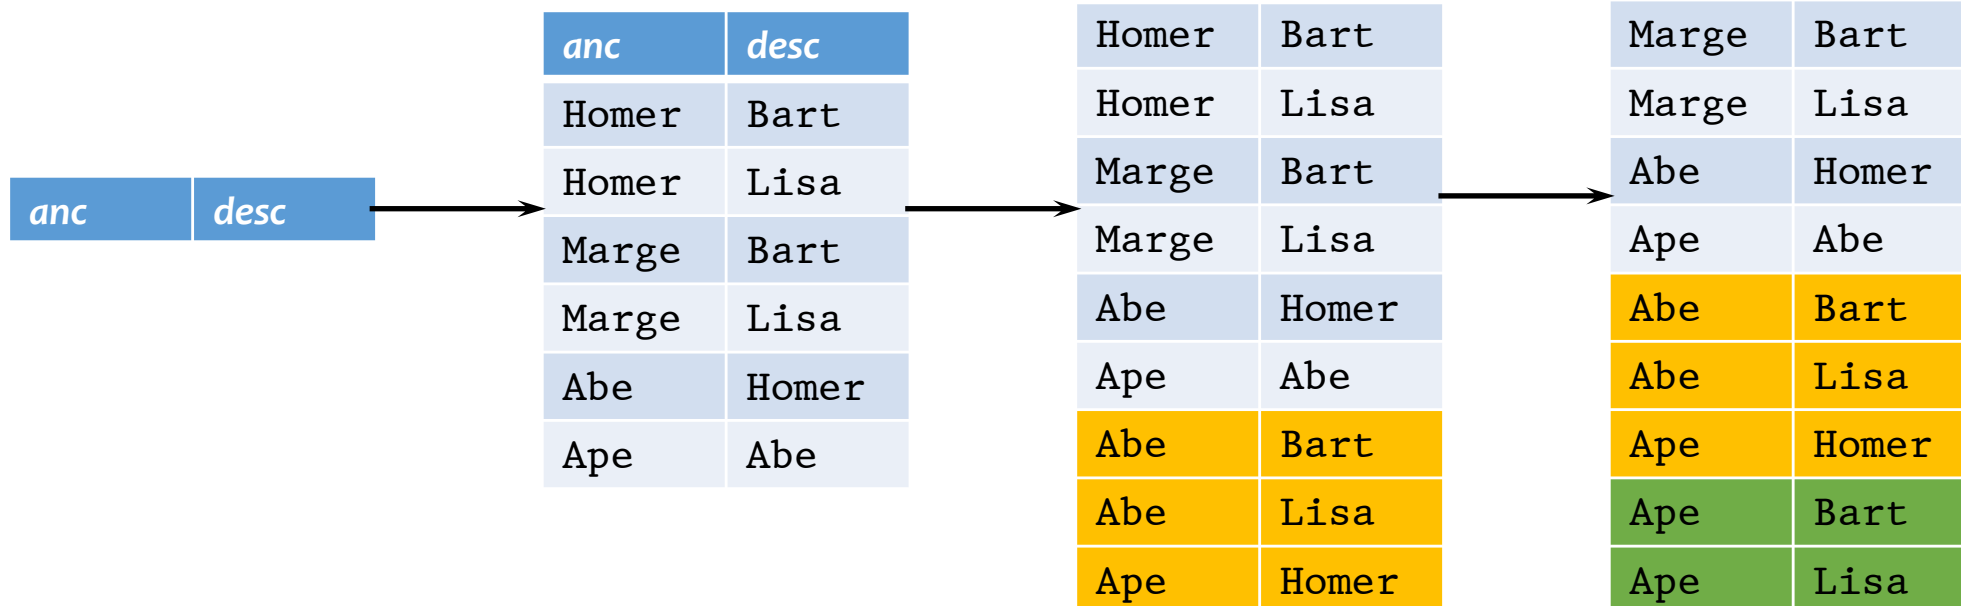 anc desc
anc desc
Homer Bart
Homer Lisa
Marge Bart
Marge Lisa
Abe Homer
Ape Abe
Homer Bart
Homer Lisa
Marge Bart
Marge Lisa
Abe Homer
Ape Abe
Abe Bart
Abe Lisa
Ape Homer
Marge Bart
Marge Lisa
Abe Homer
Ape Abe
Abe Bart
Abe Lisa
Ape Homer
Ape Bart
Ape Lisa